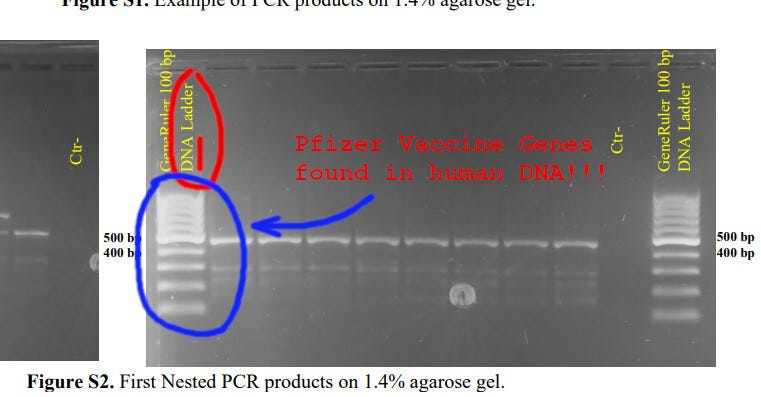 Figure S1. Example of PCR products on 1.4% agarose gel.
GeneRuler 100 bp
DNA Ladder
Ctr-
Pfizer Vaccine Genes
found in human DNA!!!
Ctr-
GeneRuler 100 bp
DNA Ladder
500 bp
400 bp
500 bp
400 bp
Figure S2. First Nested PCR products on 1.4% agarose gel.